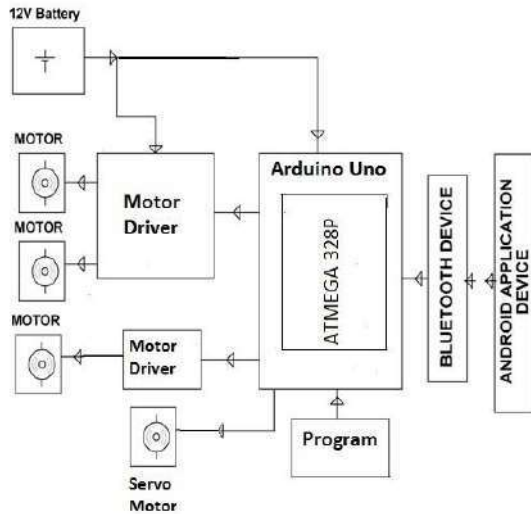 12V Battery
MOTOR
Motor
Driver
MOTOR
Arduino Uno
ATMEGA 328P
BLUETOOTH DEVICE
ANDROID APPLICATION
DEVICE
MOTOR
Motor
Driver
Servo
Motor
Program